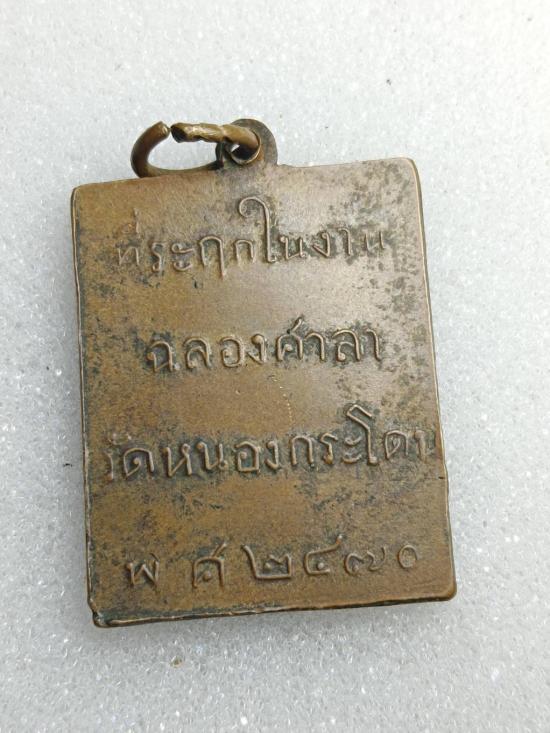 ที่ระฤกในงาน
ฉลองศาลา
วัดหนองกระโดน
พ ศ ๒๔๗๐